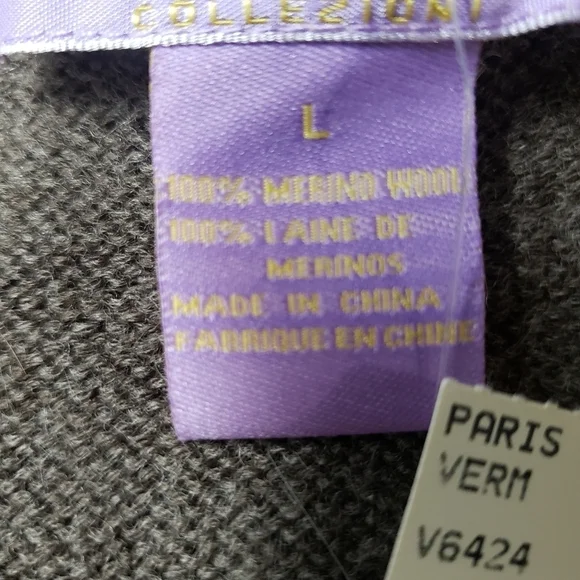 COLLEZIONI
L
100% MERINO WOOL
100% LAINE DE
MERINOS
MADE IN CHINA
FABRIQUE EN CHINE
PARIS
VERM
V6424